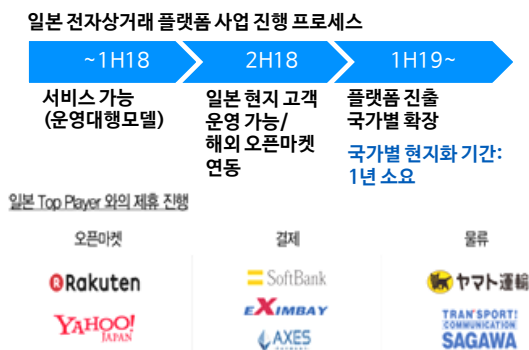 일본 전자상거래 플랫폼 사업 진행 프로세스
~1H18
2H18
1H19~
서비스 가능
(운영대행모델)
일본 현지 고객
운영 가능/
해외 오픈마켓
연동
플랫폼 진출
국가별 확장
국가별 현지화 기간:
1년 소요
일본 Top Player 와의 제휴 진행
오픈마켓
결제
물류
Rakuten
SoftBank
ヤマト運輸
YAHOO!
JAPAN
EXIMBAY
AXES
TRANSPORT!
COMMUNICATION
SAGAWA